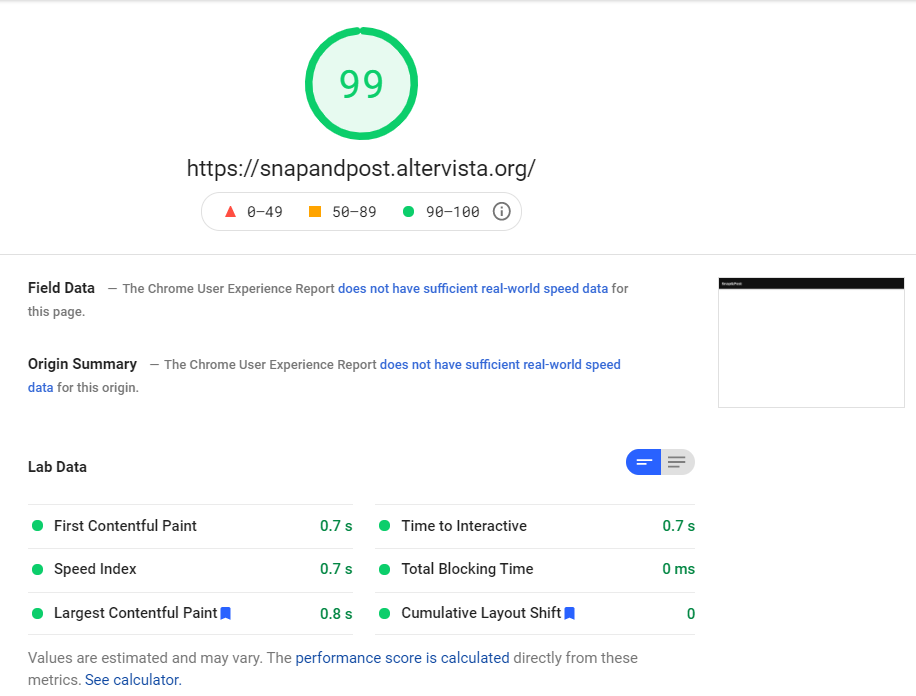 99
https://snapandpost.altervista.org/
0–49 50–89 90–100
Field Data — The Chrome User Experience Report does not have sufficient real-world speed data for
this page.
Origin Summary — The Chrome User Experience Report does not have sufficient real-world speed
data for this origin.
Lab Data
First Contentful Paint 0.7 s
Time to Interactive 0.7 s
Speed Index 0.7 s
Total Blocking Time 0 ms
Largest Contentful Paint 0.8 s
Cumulative Layout Shift 0
Values are estimated and may vary. The performance score is calculated directly from these
metrics. See calculator.